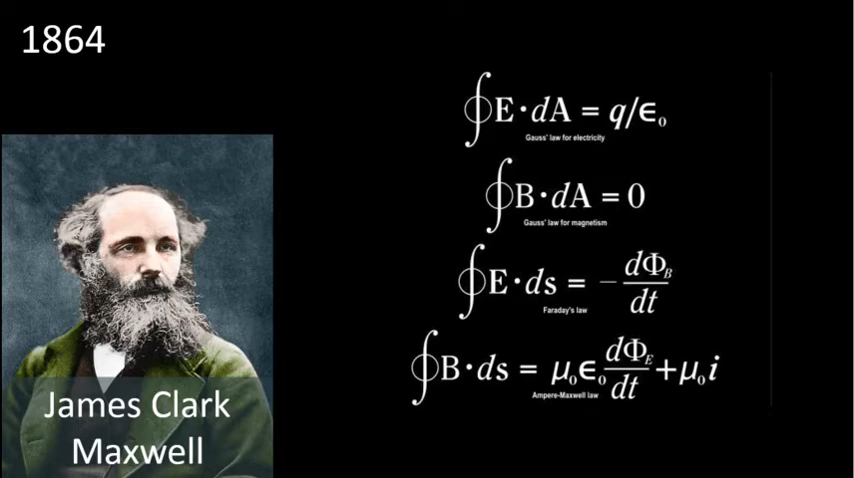 1864
∮E·dA = q/ϵ₀
Gauss' law for electricity
∮B·dA = 0
Gauss' law for magnetism
∮E·ds = − dΦ_B/dt
Faraday's law
∮B·ds = μ₀ϵ₀ dΦ_E/dt + μ₀i
Ampere-Maxwell law
James Clark
Maxwell